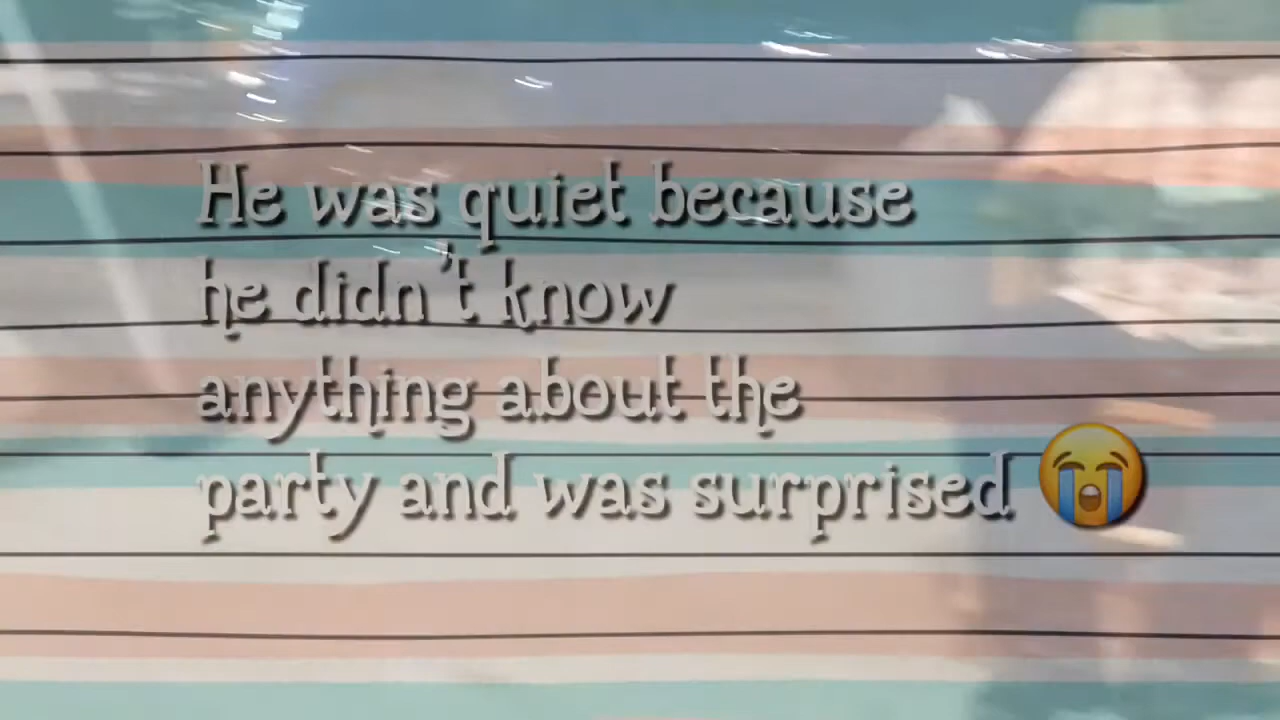 He was quiet because
he didn't know
anything about the
party and was surprised 😭